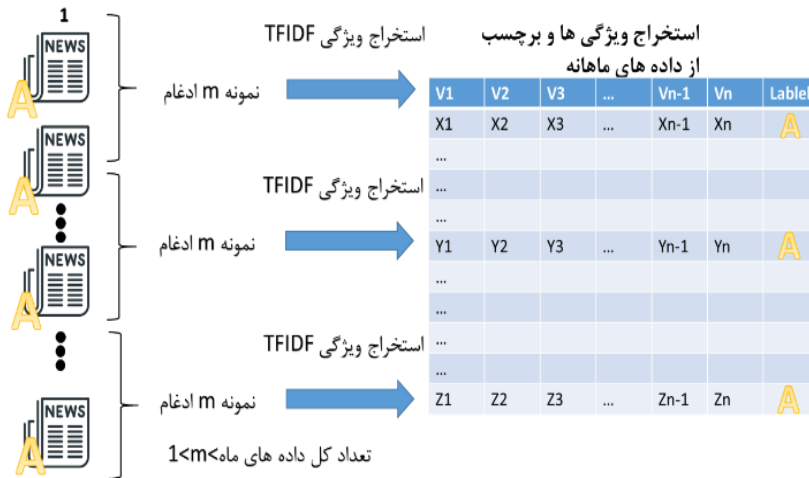 1
NEWS
A
NEWS
A
NEWS
A
NEWS
A
استخراج ویژگی TFIDF
ادغام m نمونه
استخراج ویژگی TFIDF
ادغام m نمونه
استخراج ویژگی TFIDF
ادغام m نمونه
1<m<تعداد کل داده های ماه
استخراج ویژگی ها و برچسب
از داده های ماهانه
V1 V2 V3 ... Vn-1 Vn Lablel
X1 X2 X3 ... Xn-1 Xn A
...
...
...
Y1 Y2 Y3 ... Yn-1 Yn A
...
...
...
...
Z1 Z2 Z3 ... Zn-1 Zn A